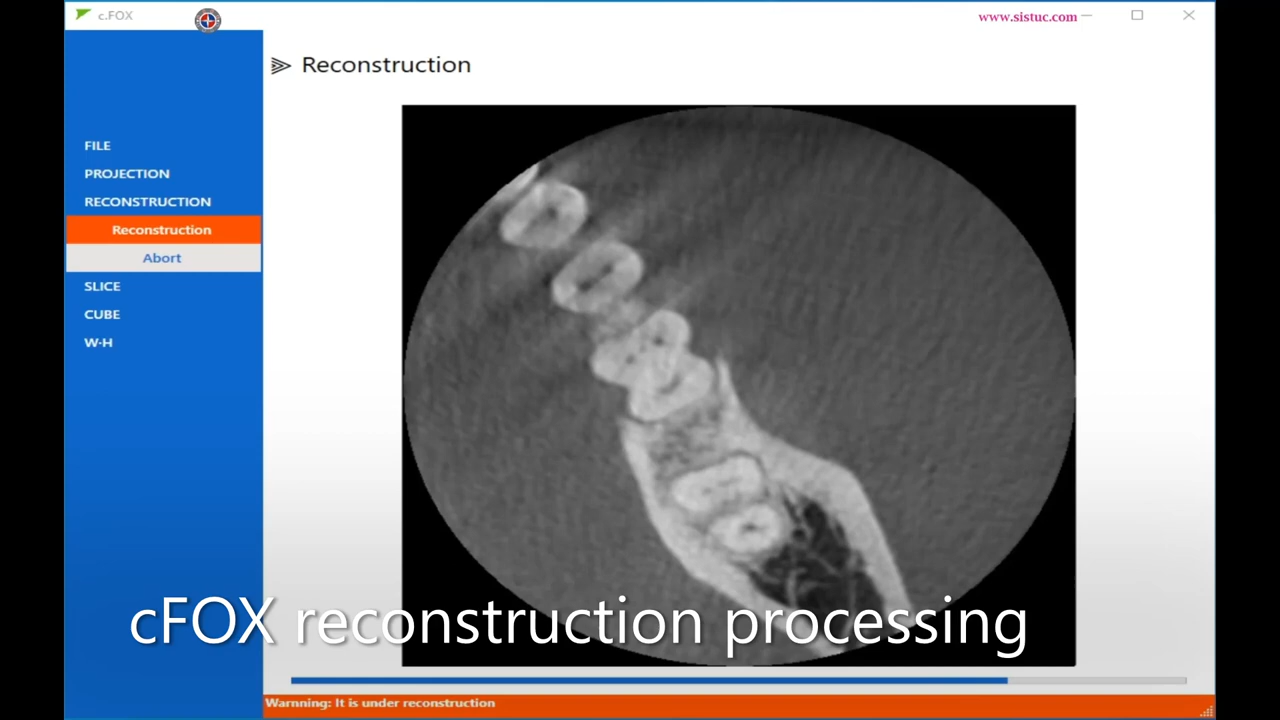 c.FOX
www.sistuc.com
Reconstruction
FILE
PROJECTION
RECONSTRUCTION
Reconstruction
Abort
SLICE
CUBE
W-H
cFOX reconstruction processing
Warnning: It is under reconstruction